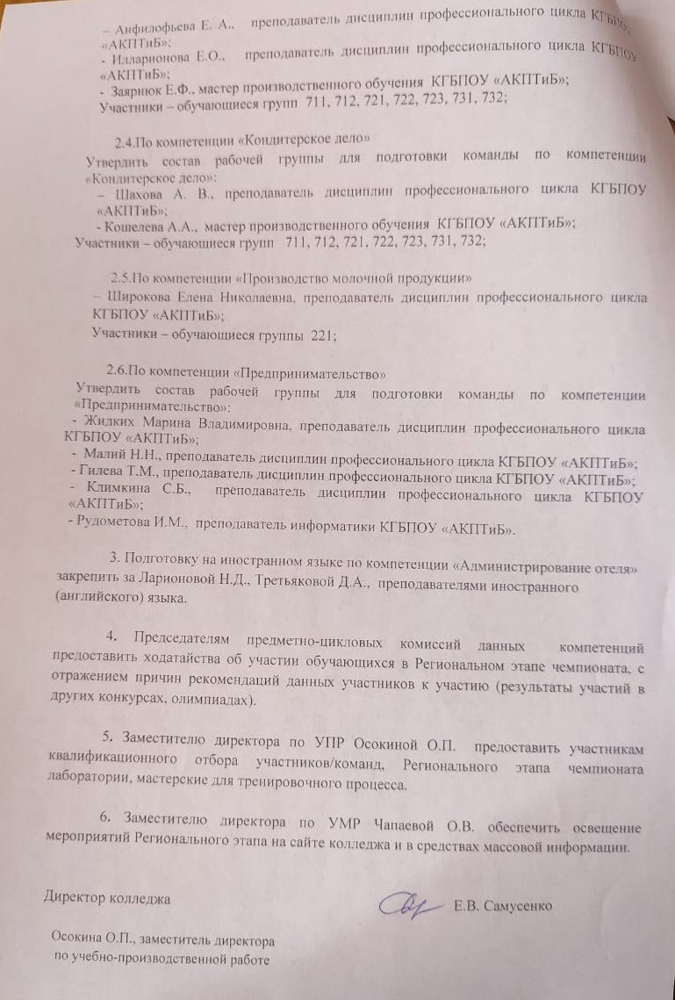 – Анфилофьева Е. А., преподаватель дисциплин профессионального цикла КГБПОУ
«АКПТиБ»;
- Илларионова Е.О., преподаватель дисциплин профессионального цикла КГБПОУ
«АКПТиБ»;
- Заярнюк Е.Ф., мастер производственного обучения КГБПОУ «АКПТиБ»;
Участники – обучающиеся групп 711, 712, 721, 722, 723, 731, 732;
2.4.По компетенции «Кондитерское дело»
Утвердить состав рабочей группы для подготовки команды по компетенции
«Кондитерское дело»:
– Шахова А. В., преподаватель дисциплин профессионального цикла КГБПОУ
«АКПТиБ»;
- Кошелева А.А., мастер производственного обучения КГБПОУ «АКПТиБ»;
Участники – обучающиеся групп 711, 712, 721, 722, 723, 731, 732;
2.5.По компетенции «Производство молочной продукции»
– Широкова Елена Николаевна, преподаватель дисциплин профессионального цикла
КГБПОУ «АКПТиБ»;
Участники – обучающиеся группы 221;
2.6.По компетенции «Предпринимательство»
Утвердить состав рабочей группы для подготовки команды по компетенции
«Предпринимательство»:
- Жидких Марина Владимировна, преподаватель дисциплин профессионального цикла
КГБПОУ «АКПТиБ»;
- Малий Н.Н., преподаватель дисциплин профессионального цикла КГБПОУ «АКПТиБ»;
- Гилева Т.М., преподаватель дисциплин профессионального цикла КГБПОУ «АКПТиБ»;
- Климкина С.Б., преподаватель дисциплин профессионального цикла КГБПОУ
«АКПТиБ»;
- Рудометова И.М., преподаватель информатики КГБПОУ «АКПТиБ».
3. Подготовку на иностранном языке по компетенции «Администрирование отеля»
закрепить за Ларионовой Н.Д., Третьяковой Д.А., преподавателями иностранного
(английского) языка.
4. Председателям предметно-цикловых комиссий данных компетенций
предоставить ходатайства об участии обучающихся в Региональном этапе чемпионата, с
отражением причин рекомендаций данных участников к участию (результаты участий в
других конкурсах, олимпиадах).
5. Заместителю директора по УПР Осокиной О.П. предоставить участникам
квалификационного отбора участников/команд, Регионального этапа чемпионата
лаборатории, мастерские для тренировочного процесса.
6. Заместителю директора по УМР Чапаевой О.В. обеспечить освещение
мероприятий Регионального этапа на сайте колледжа и в средствах массовой информации.
Директор колледжа
Е.В. Самусенко
Осокина О.П., заместитель директора
по учебно-производственной работе